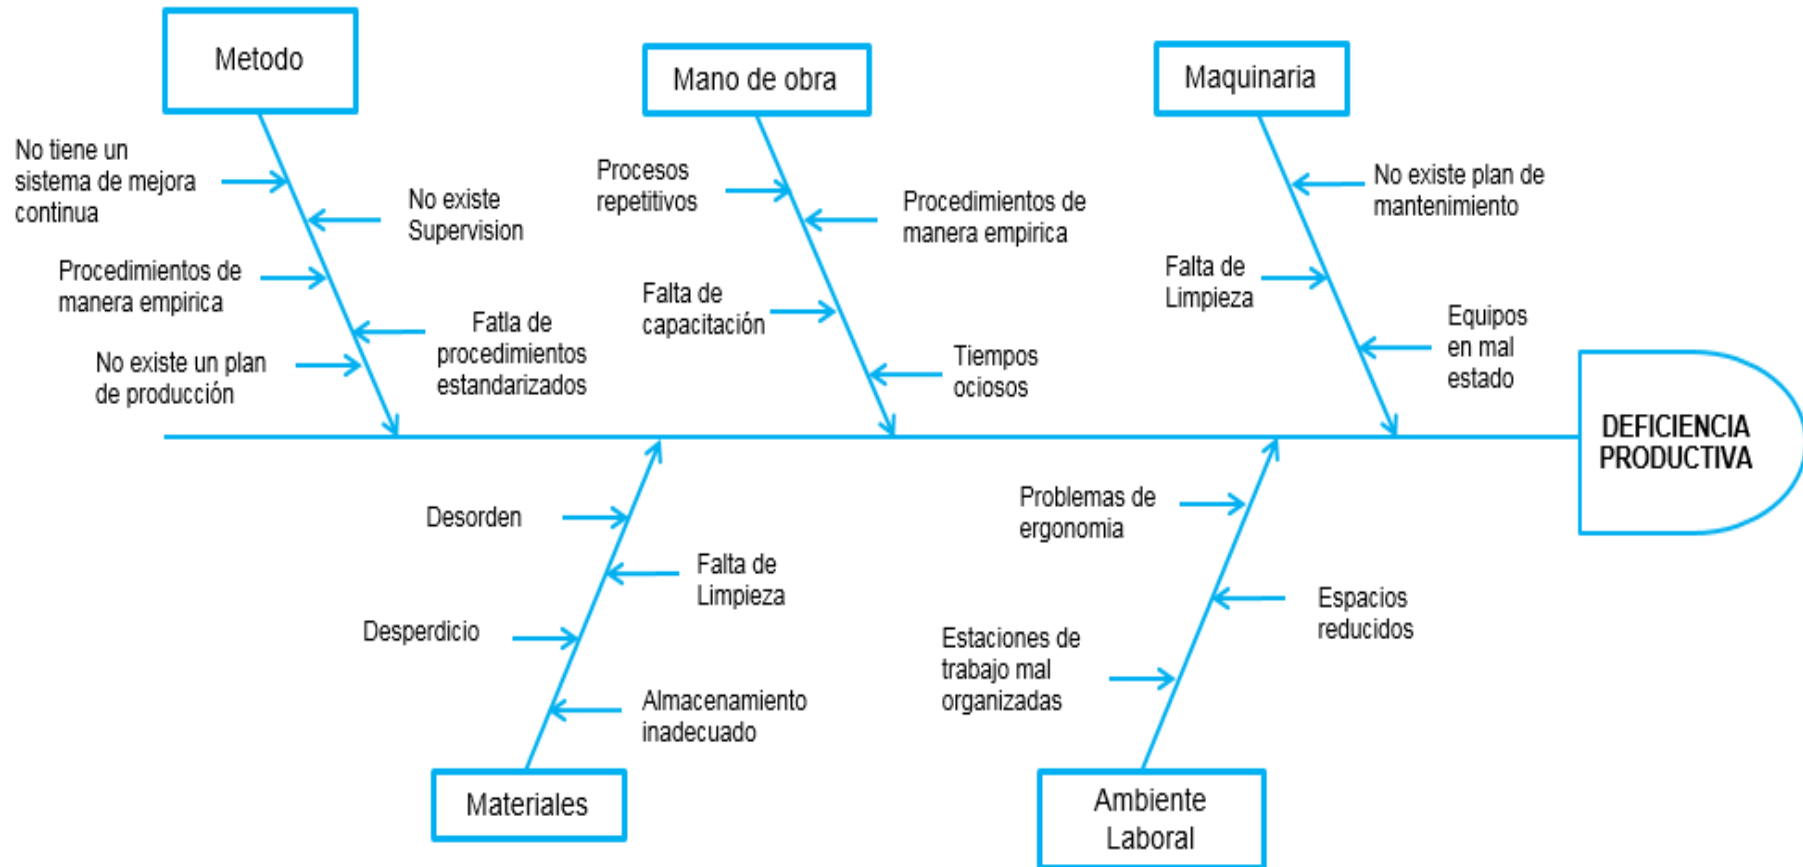 Metodo
Mano de obra
Maquinaria
No tiene un
sistema de mejora
continua
No existe
Supervision
Procedimientos de
manera empirica
Fatla de
procedimientos
estandarizados
No existe un plan
de producción
Procesos
repetitivos
Procedimientos de
manera empirica
Falta de
capacitación
Tiempos
ociosos
No existe plan de
mantenimiento
Falta de
Limpieza
Equipos
en mal
estado
DEFICIENCIA
PRODUCTIVA
Desorden
Falta de
Limpieza
Desperdicio
Almacenamiento
inadecuado
Materiales
Problemas de
ergonomia
Espacios
reducidos
Estaciones de
trabajo mal
organizadas
Ambiente
Laboral